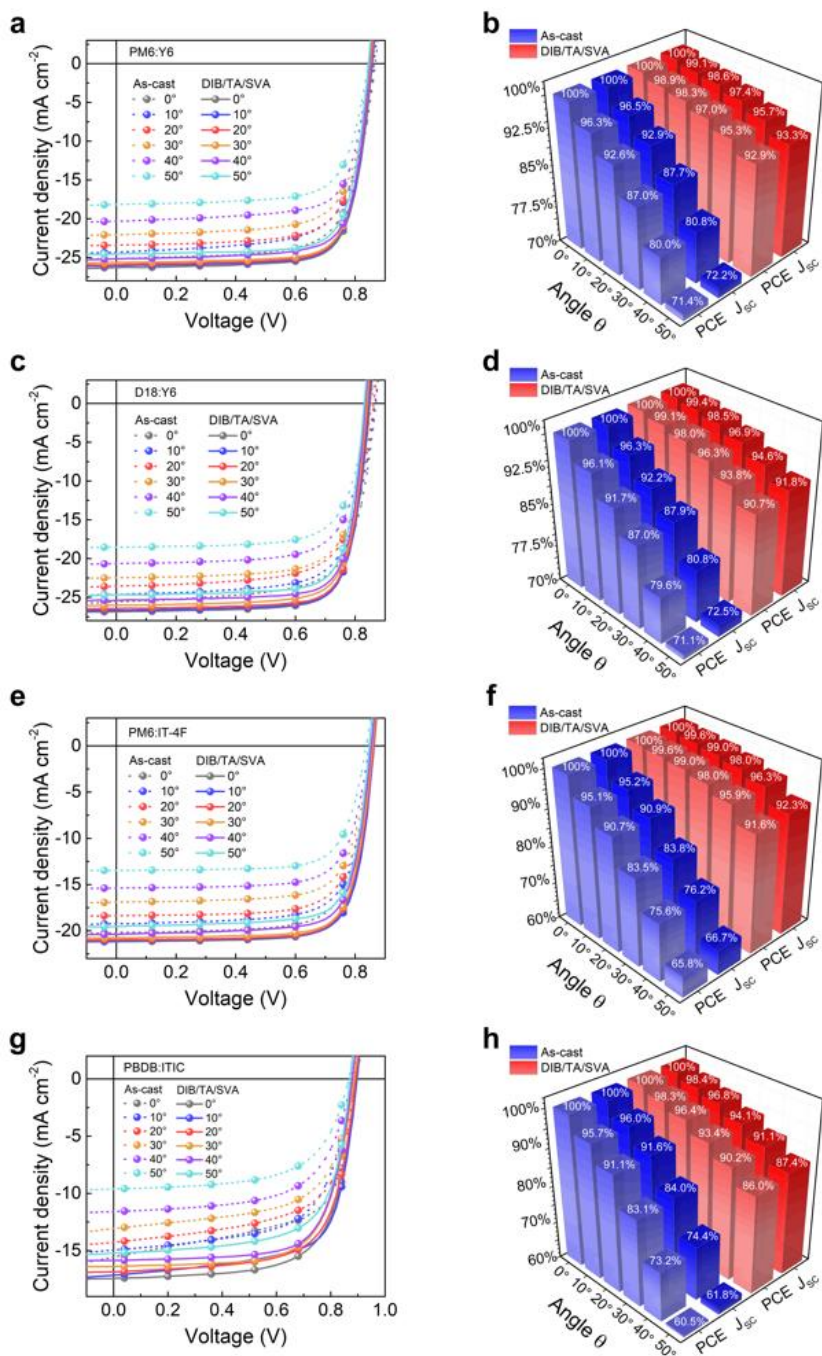 a
PM6:Y6
As-cast DIB/TA/SVA
0° 0°
10° 10°
20° 20°
30° 30°
40° 40°
50° 50°
0
-5
-10
-15
-20
-25
Current density (mA cm⁻²)
0.0 0.2 0.4 0.6 0.8
Voltage (V)
b
As-cast
DIB/TA/SVA
100%
92.5%
85%
77.5%
70%
100% 96.3% 92.6% 87.0% 80.0% 71.4%
100% 96.5% 92.9% 87.7% 80.8% 72.2%
100% 98.9% 98.3% 97.0% 95.3% 92.9%
100% 99.1% 98.6% 97.4% 95.7% 93.3%
0° 10° 20° 30° 40° 50°
Angle θ
PCE JSC PCE JSC
c
D18:Y6
As-cast DIB/TA/SVA
0° 0°
10° 10°
20° 20°
30° 30°
40° 40°
50° 50°
0
-5
-10
-15
-20
-25
Current density (mA cm⁻²)
0.0 0.2 0.4 0.6 0.8
Voltage (V)
d
As-cast
DIB/TA/SVA
100%
92.5%
85%
77.5%
70%
100% 96.1% 91.7% 87.0% 79.6% 71.1%
100% 96.3% 92.2% 87.9% 80.8% 72.5%
100% 99.1% 98.0% 96.3% 93.8% 90.7%
100% 99.4% 98.5% 96.9% 94.6% 91.8%
0° 10° 20° 30° 40° 50°
Angle θ
PCE JSC PCE JSC
e
PM6:IT-4F
As-cast DIB/TA/SVA
0° 0°
10° 10°
20° 20°
30° 30°
40° 40°
50° 50°
0
-5
-10
-15
-20
Current density (mA cm⁻²)
0.0 0.2 0.4 0.6 0.8
Voltage (V)
f
As-cast
DIB/TA/SVA
100%
90%
80%
70%
60%
100% 95.1% 90.7% 83.5% 75.6% 65.8%
100% 95.2% 90.9% 83.8% 76.2% 66.7%
100% 99.6% 99.0% 98.0% 95.9% 91.6%
100% 99.6% 99.0% 98.0% 96.3% 92.3%
0° 10° 20° 30° 40° 50°
Angle θ
PCE JSC PCE JSC
g
PBDB:ITIC
As-cast DIB/TA/SVA
0° 0°
10° 10°
20° 20°
30° 30°
40° 40°
50° 50°
0
-5
-10
-15
Current density (mA cm⁻²)
0.0 0.2 0.4 0.6 0.8 1.0
Voltage (V)
h
As-cast
DIB/TA/SVA
100%
90%
80%
70%
60%
100% 95.7% 91.1% 83.1% 73.2% 60.5%
100% 96.0% 91.6% 84.0% 74.4% 61.8%
100% 98.3% 96.4% 93.4% 90.2% 86.0%
100% 98.4% 96.8% 94.1% 91.1% 87.4%
0° 10° 20° 30° 40° 50°
Angle θ
PCE JSC PCE JSC